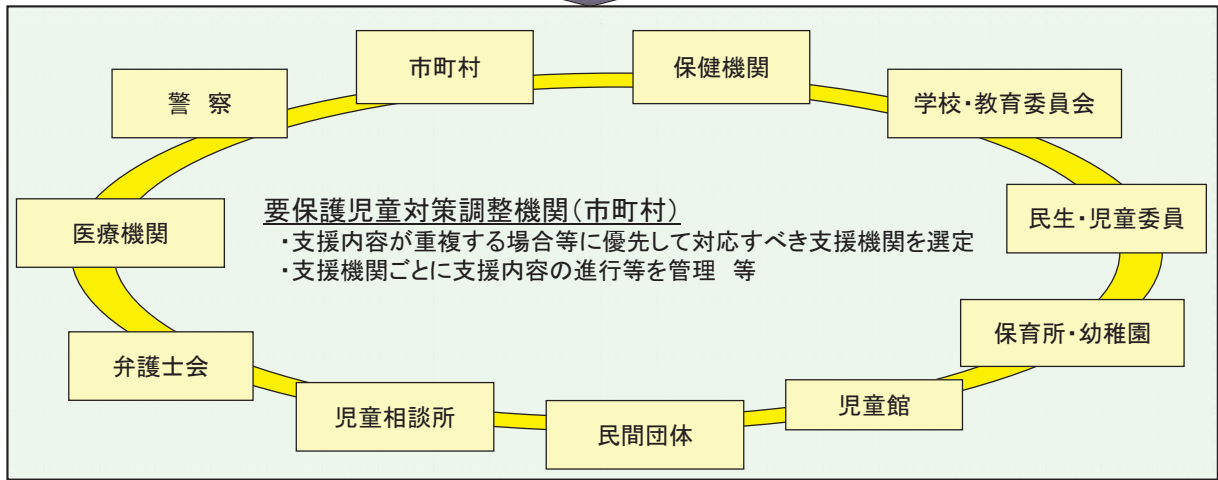 市町村
保健機関
警 察
学校・教育委員会
医療機関
要保護児童対策調整機関(市町村)
・支援内容が重複する場合等に優先して対応すべき支援機関を選定
・支援機関ごとに支援内容の進行等を管理 等
民生・児童委員
弁護士会
保育所・幼稚園
児童相談所
民間団体
児童館